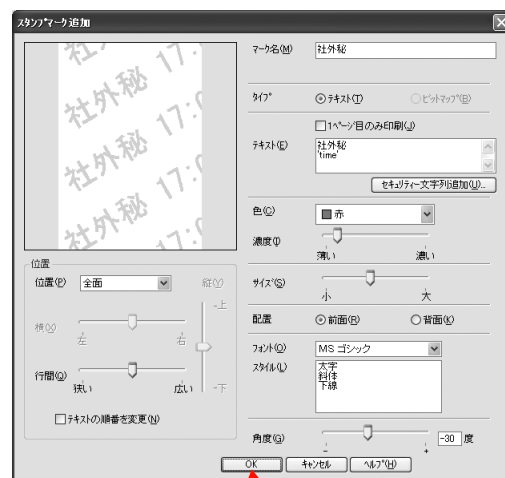 スタンプマーク追加
社外秘 17:
社外秘 17:
社外秘 17:
社外秘 17:
マーク名(M) 社外秘
タイプ テキスト(T) ビットマップ(B)
1ページ目のみ印刷(J)
テキスト(E) 社外秘
'time'
セキュリティー文字列追加(U)...
色(C) 赤
濃度(I)
薄い 濃い
サイズ(S)
小 大
配置 前面(R) 背面(K)
フォント(O) MS ゴシック
スタイル(L) 太字
斜体
下線
角度(G) -30 度
- +
位置
位置(P) 全面 縦(Y)
-上
横(X)
左 右
行間(Q)
狭い 広い -下
テキストの順番を変更(N)
OK キャンセル ヘルプ(H)